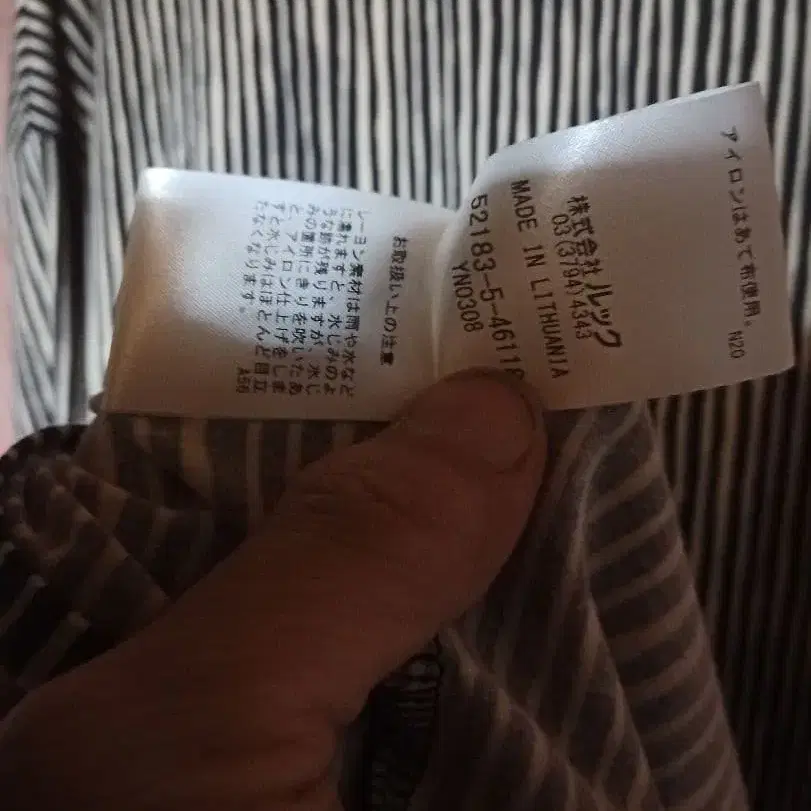 アイロンはあて布使用。
N20
株式会社 ルック
03(3794)4343
MADE IN LITHUANIA
52183-5-46118
YN0308
お取扱い上の注意
レーヨン素材は雨や水など
に濡れますと、水じみのよ
うな跡が残りますが、水じ
みの箇所にきりを吹いたあ
と、アイロン仕上げをしま
すと水じみはほとんど目立
たなくなります。
A56